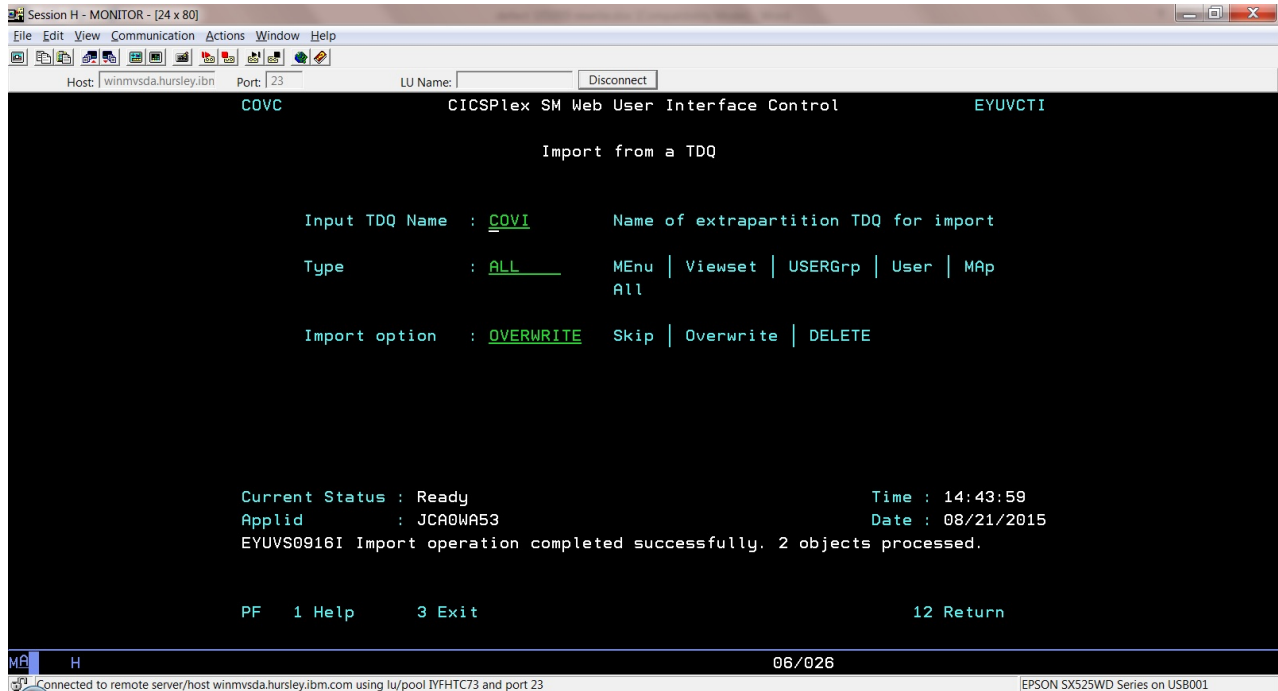 Session H - MONITOR - [24 x 80]
File Edit View Communication Actions Window Help
Host: winmvsda.hursley.ibn Port: 23 LU Name: Disconnect
COVC CICSPlex SM Web User Interface Control EYUVCTI
Import from a TDQ
Input TDQ Name : COVI Name of extrapartition TDQ for import
Type : ALL MEnu | Viewset | USERGrp | User | MAp
All
Import option : OVERWRITE Skip | Overwrite | DELETE
Current Status : Ready Time : 14:43:59
Applid : JCA0WA53 Date : 08/21/2015
EYUVS0916I Import operation completed successfully. 2 objects processed.
PF 1 Help 3 Exit 12 Return
MA H 06/026
Connected to remote server/host winmvsda.hursley.ibm.com using lu/pool IYFHTC73 and port 23 EPSON SX525WD Series on USB001